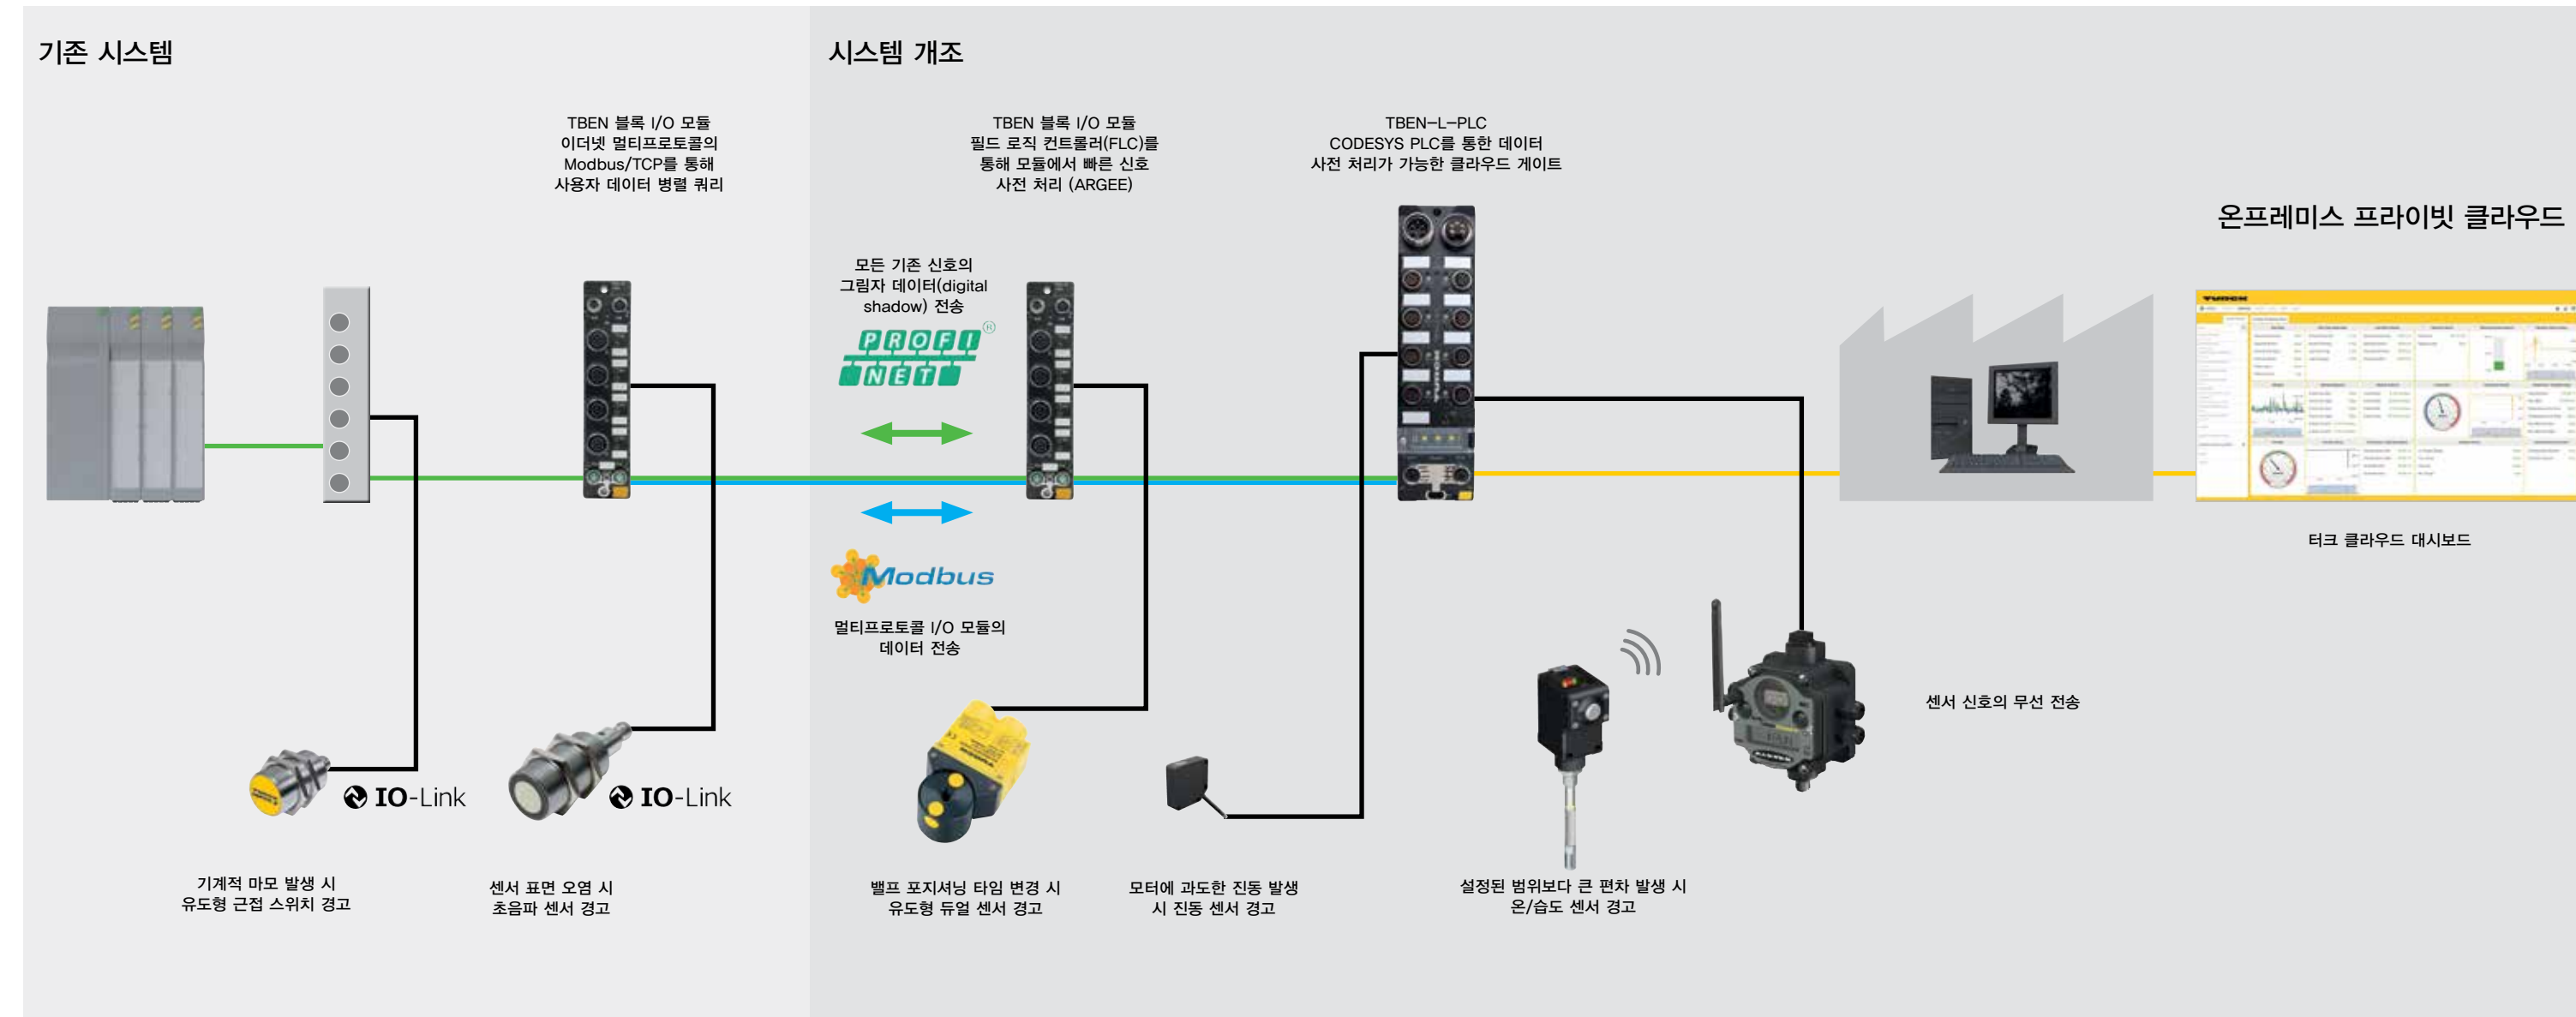 기존 시스템
시스템 개조
TBEN 블록 I/O 모듈
이더넷 멀티프로토콜의
Modbus/TCP를 통해
사용자 데이터 병렬 쿼리
TBEN 블록 I/O 모듈
필드 로직 컨트롤러(FLC)를
통해 모듈에서 빠른 신호
사전 처리 (ARGEE)
TBEN-L-PLC
CODESYS PLC를 통한 데이터
사전 처리가 가능한 클라우드 게이트
온프레미스 프라이빗 클라우드
모든 기존 신호의
그림자 데이터(digital
shadow) 전송
PROFI
NET
®
Modbus
멀티프로토콜 I/O 모듈의
데이터 전송
TURCK
터크 클라우드 대시보드
센서 신호의 무선 전송
IO-Link
IO-Link
기계적 마모 발생 시
유도형 근접 스위치 경고
센서 표면 오염 시
초음파 센서 경고
밸프 포지셔닝 타임 변경 시
유도형 듀얼 센서 경고
모터에 과도한 진동 발생
시 진동 센서 경고
설정된 범위보다 큰 편차 발생 시
온/습도 센서 경고